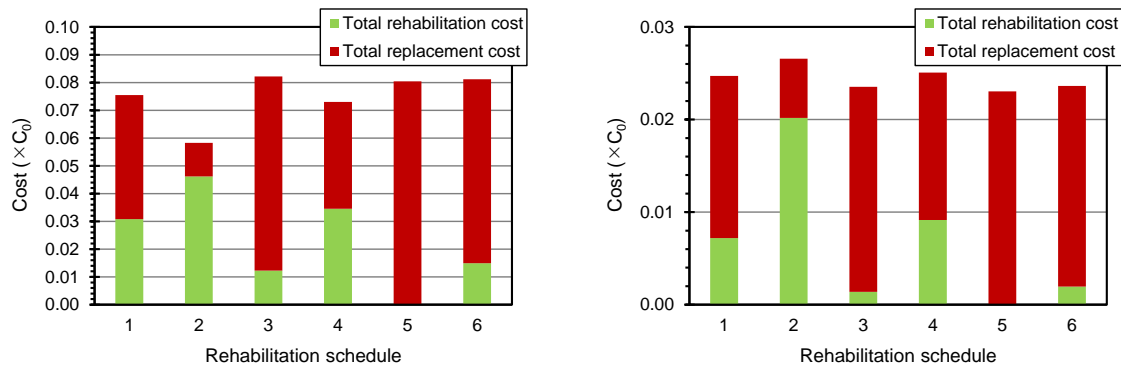 Total rehabilitation cost
Total replacement cost
Cost (×C₀)
0.10
0.09
0.08
0.07
0.06
0.05
0.04
0.03
0.02
0.01
0.00
1 2 3 4 5 6
Rehabilitation schedule
Total rehabilitation cost
Total replacement cost
Cost (×C₀)
0.03
0.02
0.01
0.00
1 2 3 4 5 6
Rehabilitation schedule